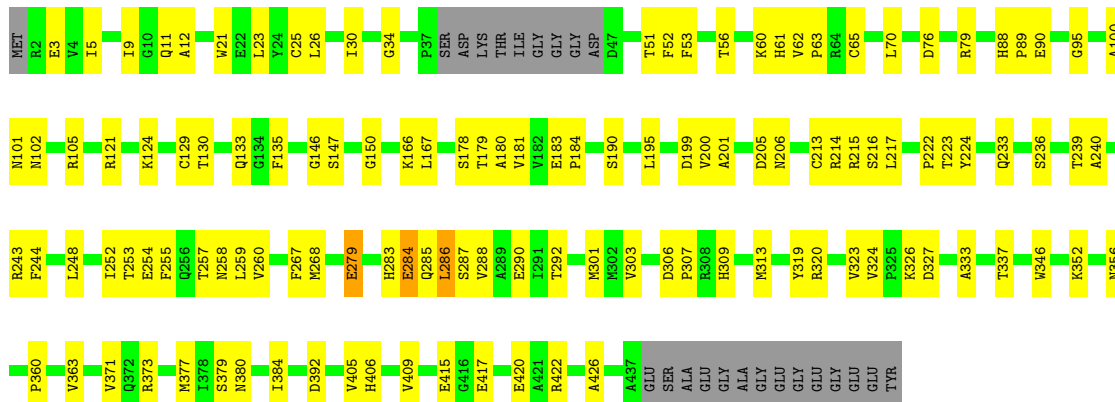 MET R2 E3 V4 I5 I9 G10 Q11 A12 W21 E22 L23 Y24 C25 L26 I30 G34 P37 SER ASP LYS THR ILE GLY GLY GLY ASP D47 T51 F52 F53 T56 K60 H61 V62 P63 R64 C65 L70 D76 R79 H88 P89 E90 G95 A100
N101 N102 R105 R121 K124 C129 T130 Q133 G134 F135 G146 S147 G150 K166 L167 S178 T179 A180 V181 V182 E183 P184 S190 L195 D199 V200 A201 D205 N206 C213 R214 R215 S216 L217 P222 T223 Y224 Q233 S236 T239 A240
R243 F244 L248 I252 T253 E254 F255 Q256 T257 N258 L259 V260 F267 M268 E279 H283 E284 Q285 L286 S287 V288 A289 E290 I291 T292 M301 M302 V303 D306 P307 R308 H309 M313 Y319 R320 V323 V324 P325 K326 D327 A333 T337 W346 K352 N356
P360 V363 V371 Q372 R373 M377 I378 S379 N380 I384 D392 V405 H406 V409 E415 G416 E417 E420 A421 R422 A426 A437 GLU SER ALA GLU GLY ALA GLY GLU GLY GLU GLY GLU GLU TYR